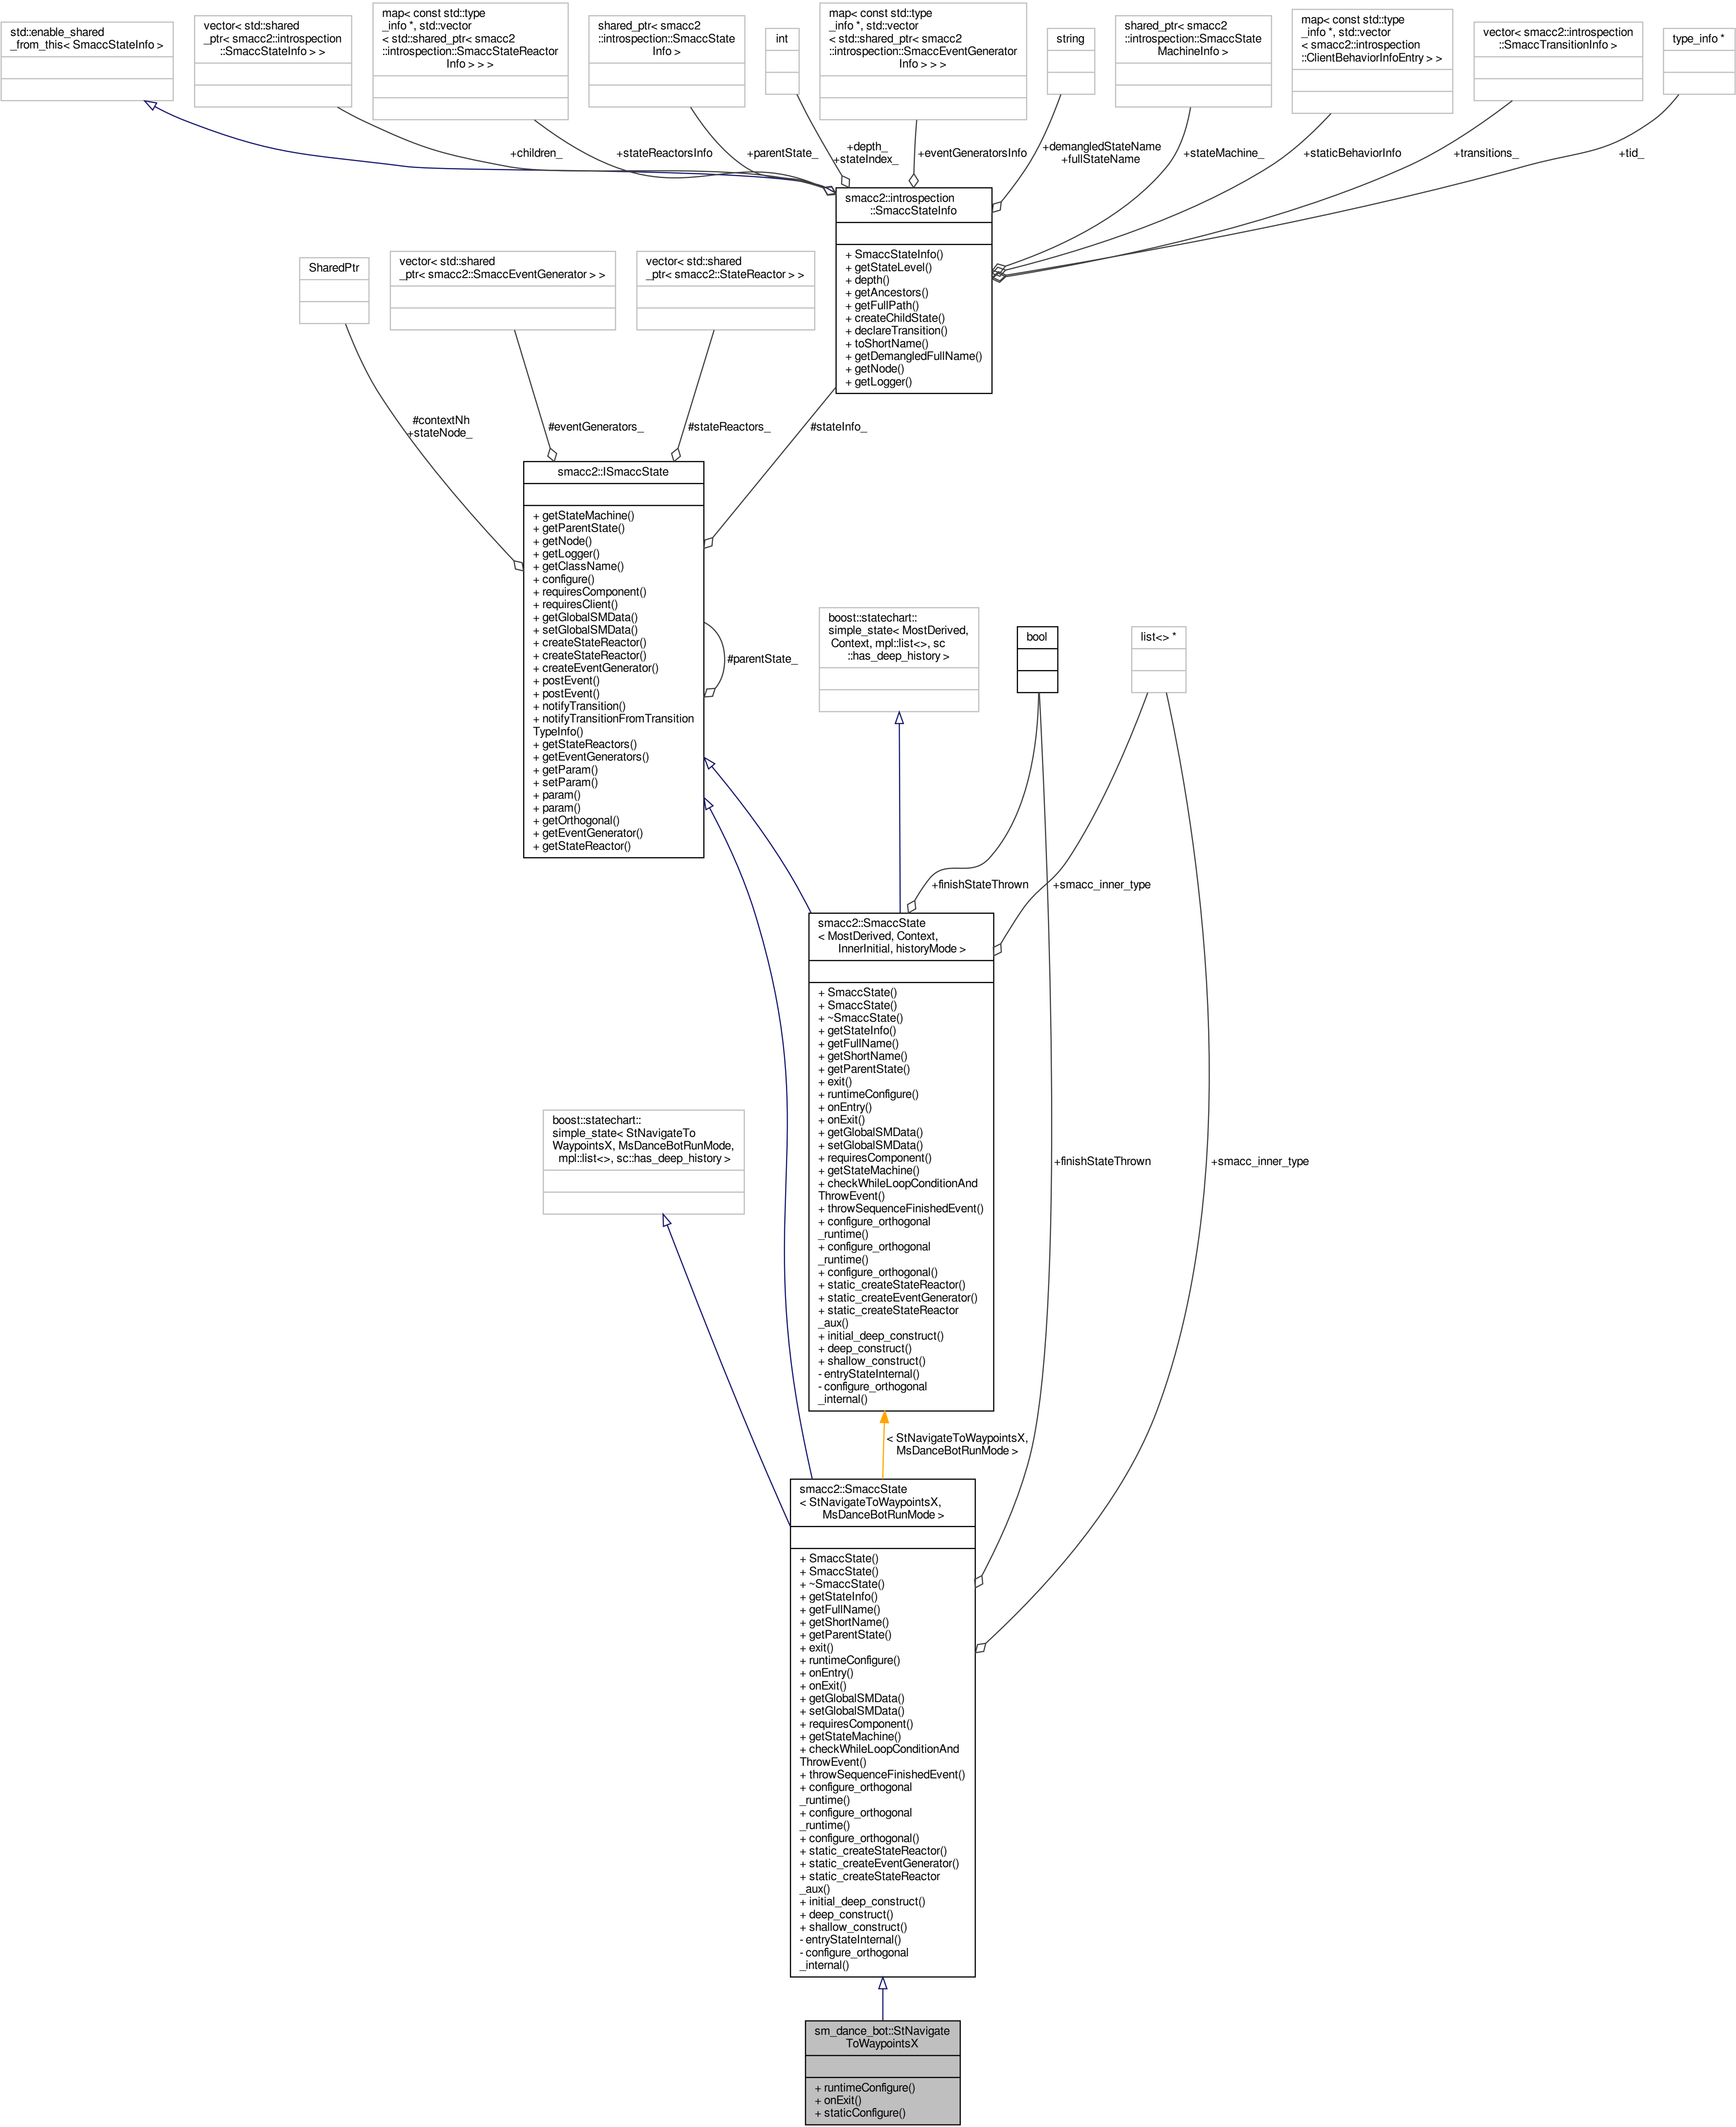 std::enable_shared
_from_this< SmaccStateInfo >
vector< std::shared
_ptr< smacc2::introspection
::SmaccStateInfo > >
map< const std::type
_info *, std::vector
< std::shared_ptr< smacc2
::introspection::SmaccStateReactor
Info > > >
shared_ptr< smacc2
::introspection::SmaccState
Info >
int
map< const std::type
_info *, std::vector
< std::shared_ptr< smacc2
::introspection::SmaccEventGenerator
Info > > >
string
shared_ptr< smacc2
::introspection::SmaccState
MachineInfo >
map< const std::type
_info *, std::vector
< smacc2::introspection
::ClientBehaviorInfoEntry > >
vector< smacc2::introspection
::SmaccTransitionInfo >
type_info *
+children_
+stateReactorsInfo
+parentState_
+depth_
+stateIndex_
+eventGeneratorsInfo
+demangledStateName
+fullStateName
+stateMachine_
+staticBehaviorInfo
+transitions_
+tid_
smacc2::introspection
::SmaccStateInfo
+ SmaccStateInfo()
+ getStateLevel()
+ depth()
+ getAncestors()
+ getFullPath()
+ createChildState()
+ declareTransition()
+ toShortName()
+ getDemangledFullName()
+ getNode()
+ getLogger()
SharedPtr
vector< std::shared
_ptr< smacc2::SmaccEventGenerator > >
vector< std::shared
_ptr< smacc2::StateReactor > >
#contextNh
+stateNode_
#eventGenerators_
#stateReactors_
#stateInfo_
smacc2::ISmaccState
+ getStateMachine()
+ getParentState()
+ getNode()
+ getLogger()
+ getClassName()
+ configure()
+ requiresComponent()
+ requiresClient()
+ getGlobalSMData()
+ setGlobalSMData()
+ createStateReactor()
+ createStateReactor()
+ createEventGenerator()
+ postEvent()
+ postEvent()
+ notifyTransition()
+ notifyTransitionFromTransition
TypeInfo()
+ getStateReactors()
+ getEventGenerators()
+ getParam()
+ setParam()
+ param()
+ param()
+ getOrthogonal()
+ getEventGenerator()
+ getStateReactor()
#parentState_
boost::statechart::
simple_state< MostDerived,
Context, mpl::list<>, sc
::has_deep_history >
bool
list<> *
+finishStateThrown
+smacc_inner_type
smacc2::SmaccState
< MostDerived, Context,
InnerInitial, historyMode >
+ SmaccState()
+ SmaccState()
+ ~SmaccState()
+ getStateInfo()
+ getFullName()
+ getShortName()
+ getParentState()
+ exit()
+ runtimeConfigure()
+ onEntry()
+ onExit()
+ getGlobalSMData()
+ setGlobalSMData()
+ requiresComponent()
+ getStateMachine()
+ checkWhileLoopConditionAnd
ThrowEvent()
+ throwSequenceFinishedEvent()
+ configure_orthogonal
_runtime()
+ configure_orthogonal
_runtime()
+ configure_orthogonal()
+ static_createStateReactor()
+ static_createEventGenerator()
+ static_createStateReactor
_aux()
+ initial_deep_construct()
+ deep_construct()
+ shallow_construct()
- entryStateInternal()
- configure_orthogonal
_internal()
boost::statechart::
simple_state< StNavigateTo
WaypointsX, MsDanceBotRunMode,
mpl::list<>, sc::has_deep_history >
+finishStateThrown
+smacc_inner_type
< StNavigateToWaypointsX,
MsDanceBotRunMode >
smacc2::SmaccState
< StNavigateToWaypointsX,
MsDanceBotRunMode >
+ SmaccState()
+ SmaccState()
+ ~SmaccState()
+ getStateInfo()
+ getFullName()
+ getShortName()
+ getParentState()
+ exit()
+ runtimeConfigure()
+ onEntry()
+ onExit()
+ getGlobalSMData()
+ setGlobalSMData()
+ requiresComponent()
+ getStateMachine()
+ checkWhileLoopConditionAnd
ThrowEvent()
+ throwSequenceFinishedEvent()
+ configure_orthogonal
_runtime()
+ configure_orthogonal
_runtime()
+ configure_orthogonal()
+ static_createStateReactor()
+ static_createEventGenerator()
+ static_createStateReactor
_aux()
+ initial_deep_construct()
+ deep_construct()
+ shallow_construct()
- entryStateInternal()
- configure_orthogonal
_internal()
sm_dance_bot::StNavigate
ToWaypointsX
+ runtimeConfigure()
+ onExit()
+ staticConfigure()